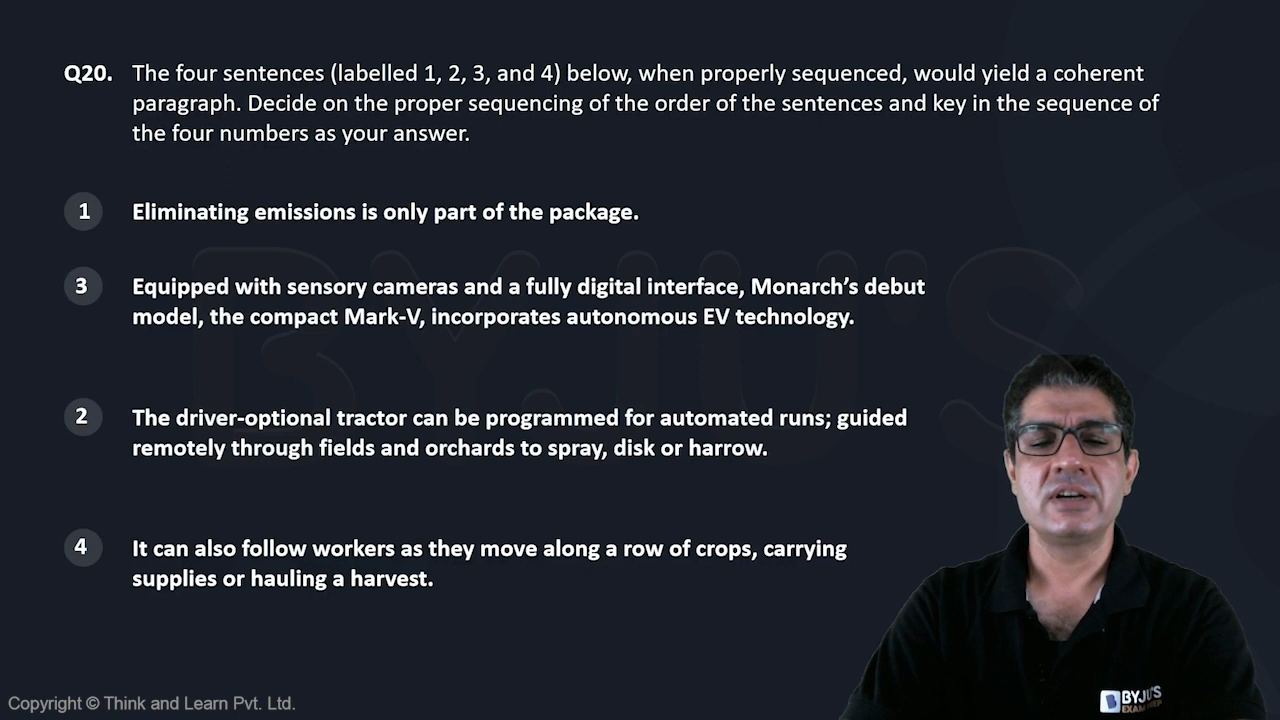 Q20. The four sentences (labelled 1, 2, 3, and 4) below, when properly sequenced, would yield a coherent
paragraph. Decide on the proper sequencing of the order of the sentences and key in the sequence of
the four numbers as your answer.
1 Eliminating emissions is only part of the package.
3 Equipped with sensory cameras and a fully digital interface, Monarch’s debut
model, the compact Mark-V, incorporates autonomous EV technology.
2 The driver-optional tractor can be programmed for automated runs; guided
remotely through fields and orchards to spray, disk or harrow.
4 It can also follow workers as they move along a row of crops, carrying
supplies or hauling a harvest.
BYJU'S
BYJU'S
EXAM PREP
Copyright © Think and Learn Pvt. Ltd.